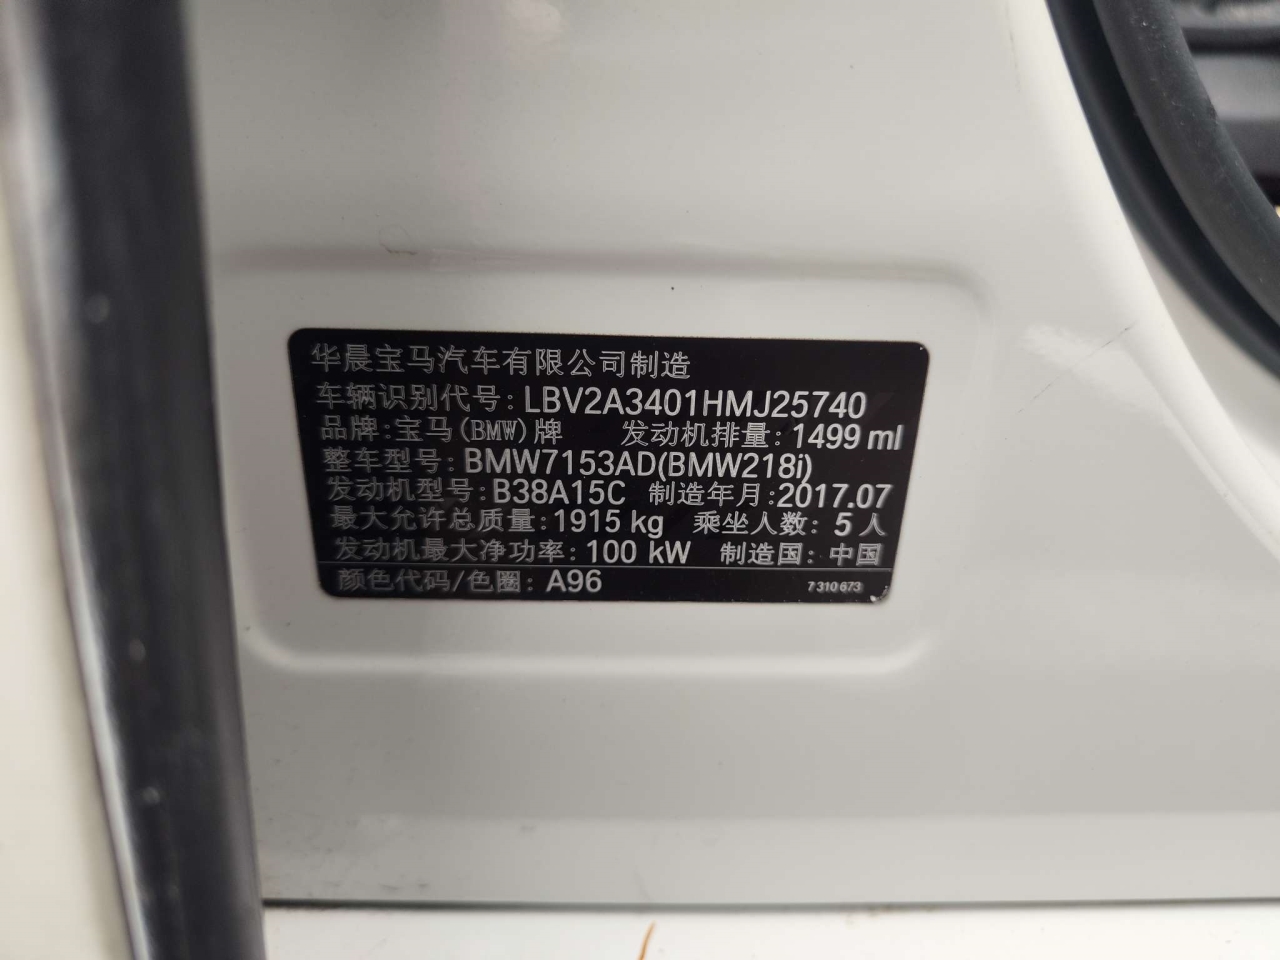 华晨宝马汽车有限公司制造
车辆识别代号: LBV2A3401HMJ25740
品牌:宝马(BMW)牌 发动机排量: 1499 ml
整车型号: BMW7153AD(BMW218i)
发动机型号: B38A15C 制造年月:2017.07
最大允许总质量: 1915 kg 乘坐人数: 5人
发动机最大净功率: 100 kW 制造国: 中国
颜色代码/色圈: A96 7 310 673